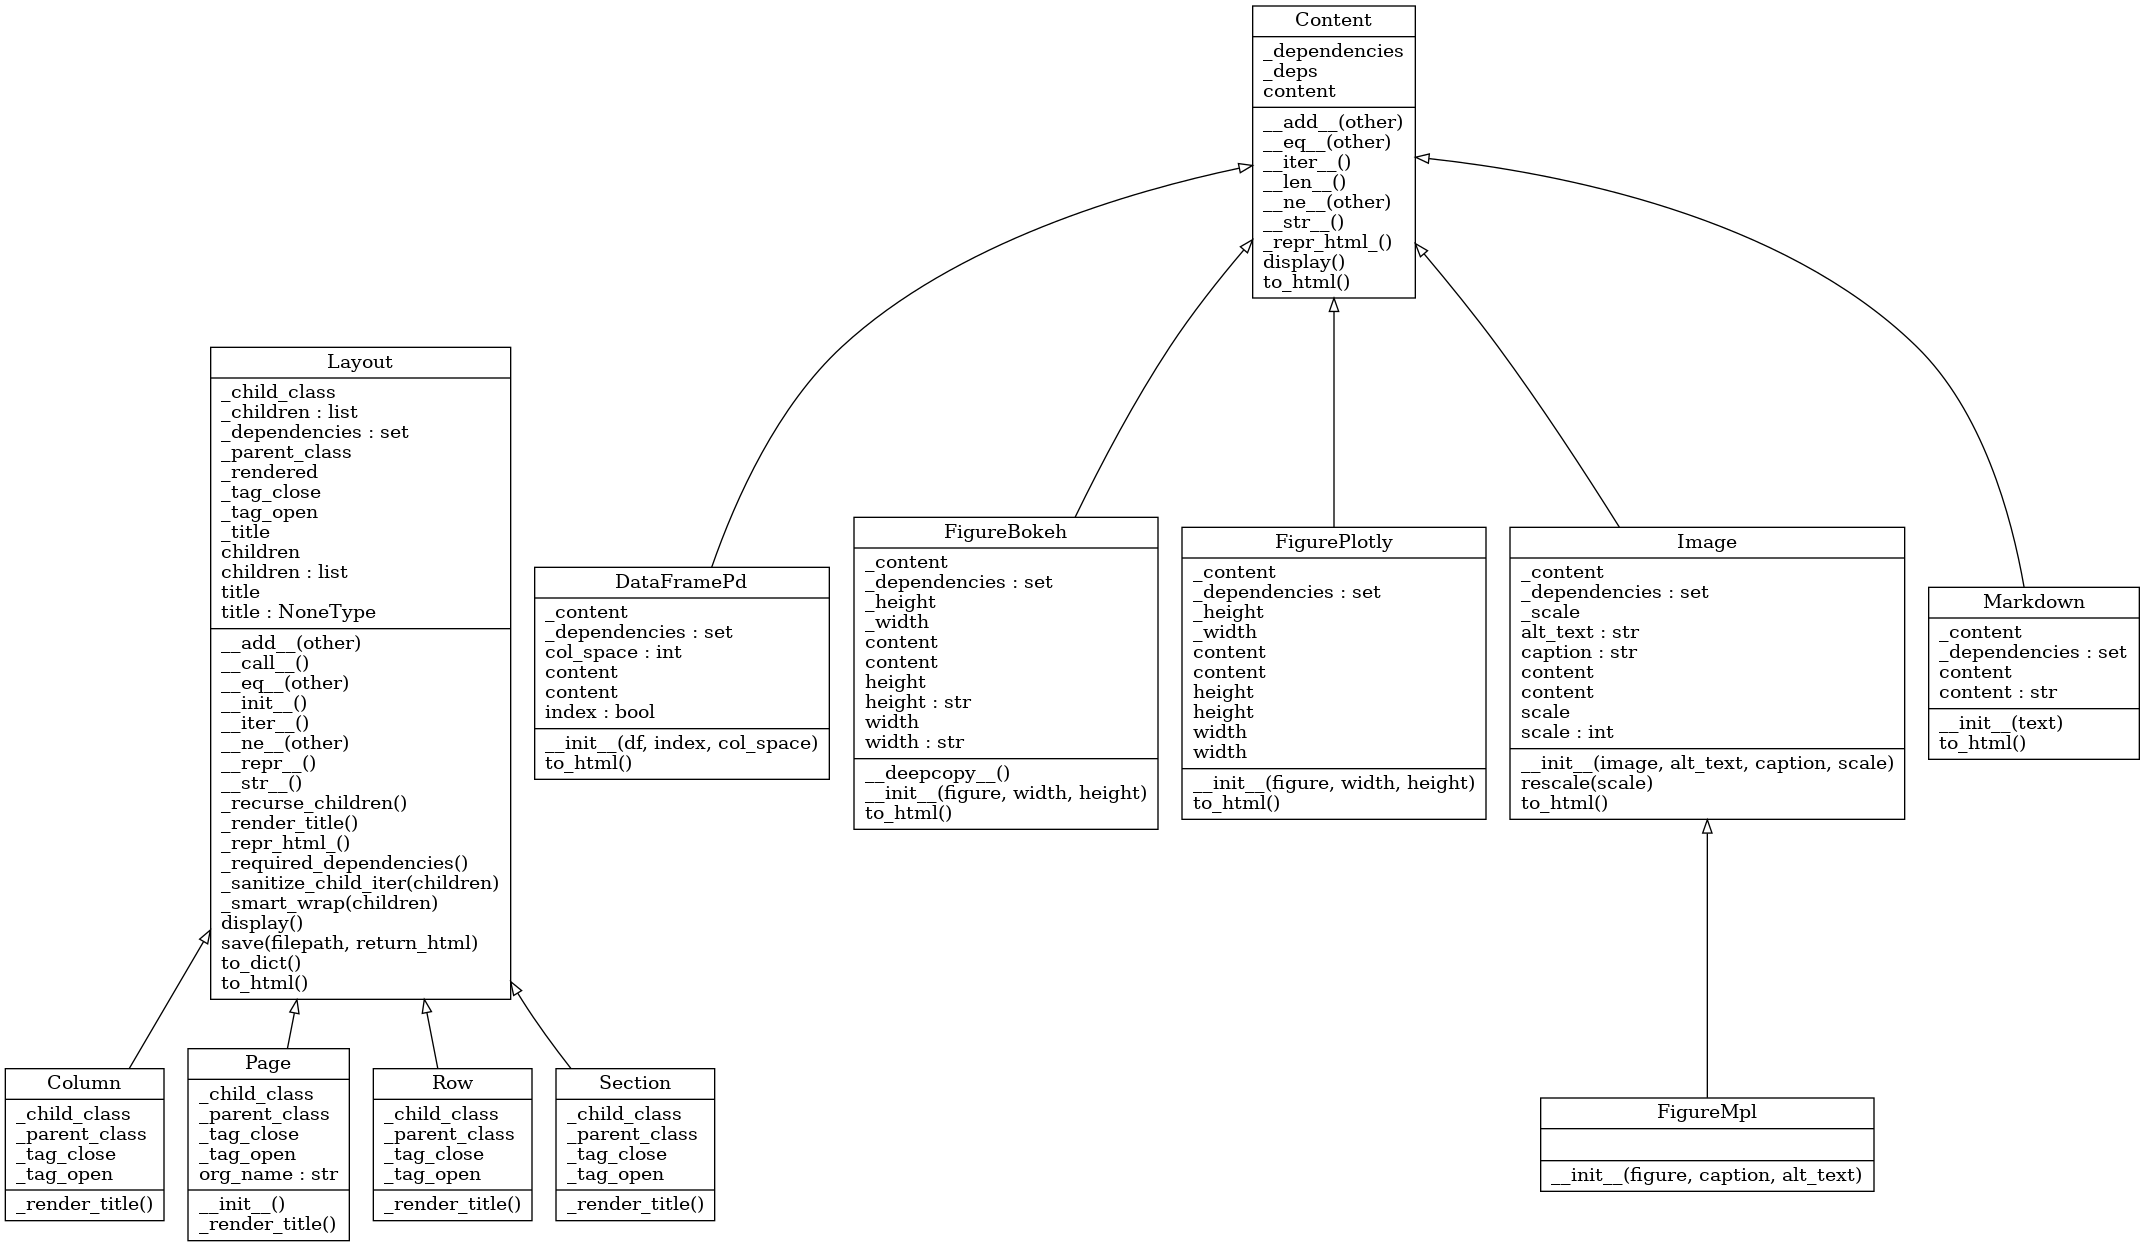 Content
_dependencies
_deps
content
__add__(other)
__eq__(other)
__iter__()
__len__()
__ne__(other)
__str__()
_repr_html_()
display()
to_html()
Layout
_child_class
_children : list
_dependencies : set
_parent_class
_rendered
_tag_close
_tag_open
_title
children
children : list
title
title : NoneType
__add__(other)
__call__()
__eq__(other)
__init__()
__iter__()
__ne__(other)
__repr__()
__str__()
_recurse_children()
_render_title()
_repr_html_()
_required_dependencies()
_sanitize_child_iter(children)
_smart_wrap(children)
display()
save(filepath, return_html)
to_dict()
to_html()
DataFramePd
_content
_dependencies : set
col_space : int
content
content
index : bool
__init__(df, index, col_space)
to_html()
FigureBokeh
_content
_dependencies : set
_height
_width
content
content
height
height : str
width
width : str
__deepcopy__()
__init__(figure, width, height)
to_html()
FigurePlotly
_content
_dependencies : set
_height
_width
content
content
height
height
width
width
__init__(figure, width, height)
to_html()
Image
_content
_dependencies : set
_scale
alt_text : str
caption : str
content
content
scale
scale : int
__init__(image, alt_text, caption, scale)
rescale(scale)
to_html()
Markdown
_content
_dependencies : set
content
content : str
__init__(text)
to_html()
Column
_child_class
_parent_class
_tag_close
_tag_open
_render_title()
Page
_child_class
_parent_class
_tag_close
_tag_open
org_name : str
__init__()
_render_title()
Row
_child_class
_parent_class
_tag_close
_tag_open
_render_title()
Section
_child_class
_parent_class
_tag_close
_tag_open
_render_title()
FigureMpl
__init__(figure, caption, alt_text)